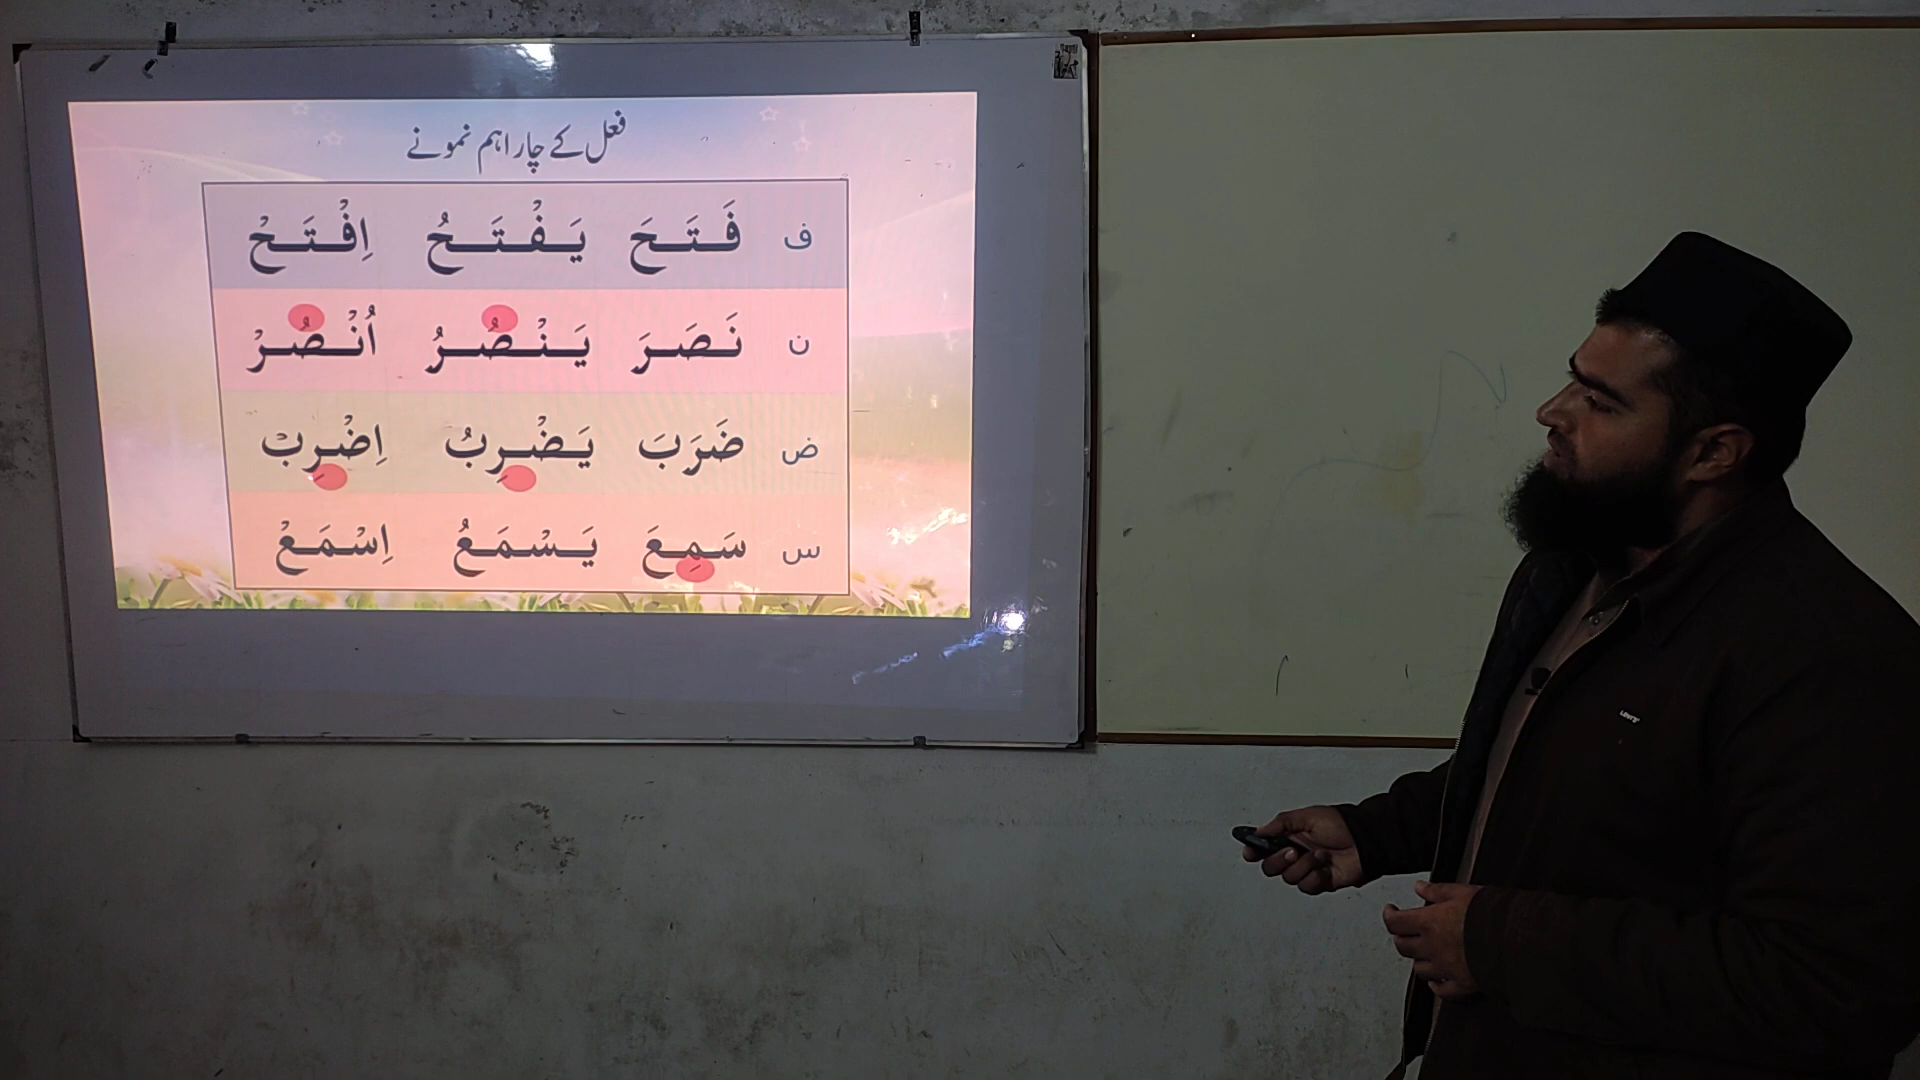 فعل کے چار اہم نمونے
ف فَتَحَ يَفْتَحُ اِفْتَحْ
ن نَصَرَ يَنْصُرُ اُنْصُرْ
ض ضَرَبَ يَضْرِبُ اِضْرِبْ
س سَمِعَ يَسْمَعُ اِسْمَعْ